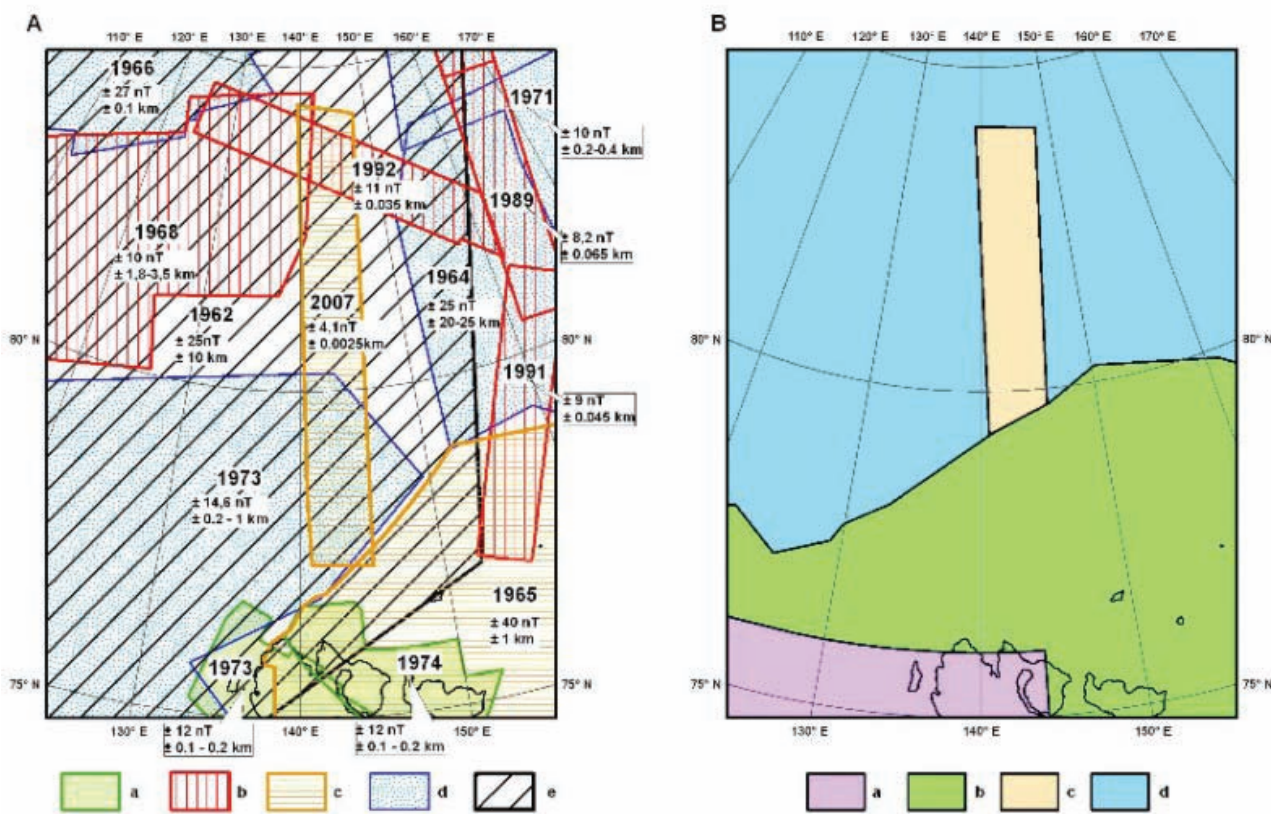 A
110° E 120° E 130° E 140° E 150° E 160° E 170° E
1966
± 27 nT
± 0.1 km
1971
± 10 nT
± 0.2-0.4 km
1992
± 11 nT
± 0.035 km
1989
± 8,2 nT
± 0.065 km
1968
± 10 nT
± 1,8-3,5 km
1964
± 25 nT
± 20-25 km
2007
± 4,1nT
± 0.0025km
1962
± 25nT
± 10 km
80° N
80° N
1991
± 9 nT
± 0.045 km
1973
± 14,6 nT
± 0.2 - 1 km
1965
± 40 nT
± 1 km
1973
1974
75° N
75° N
130° E 140° E 150° E
± 12 nT
± 0.1 - 0.2 km
± 12 nT
± 0.1 - 0.2 km
a b c d e
B
110° E 120° E 130° E 140° E 150° E 160° E 170° E
80° N
80° N
75° N
75° N
130° E 140° E 150° E
a b c d